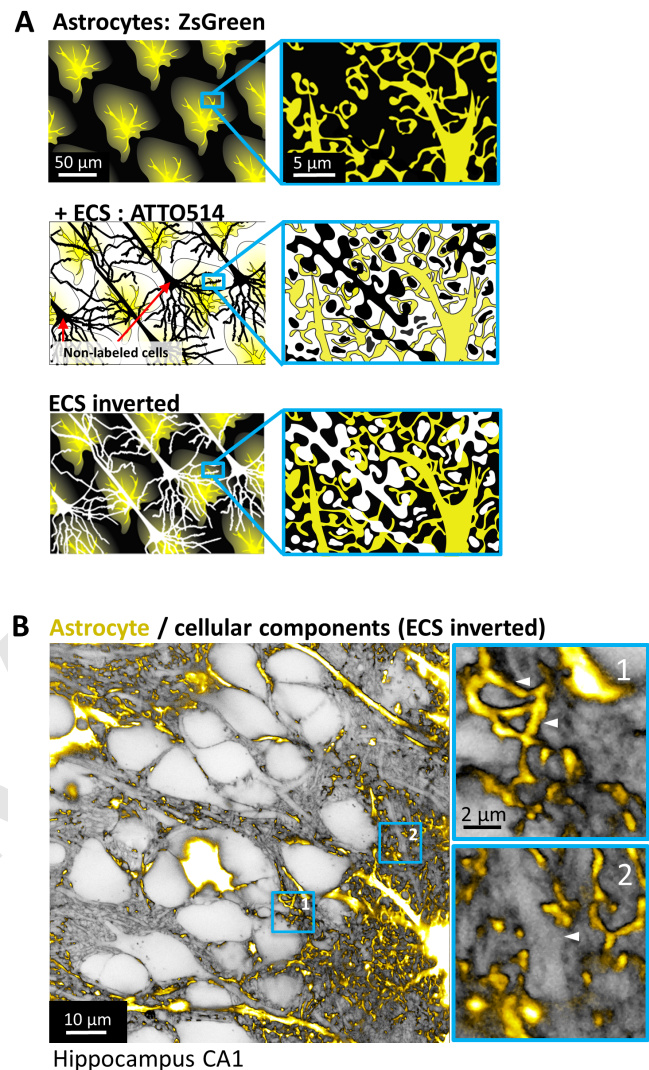 A Astrocytes: ZsGreen
50 µm
5 µm
+ ECS : ATTO514
Non-labeled cells
ECS inverted
B Astrocyte / cellular components (ECS inverted)
1
2 µm
2
1
2
10 µm
Hippocampus CA1